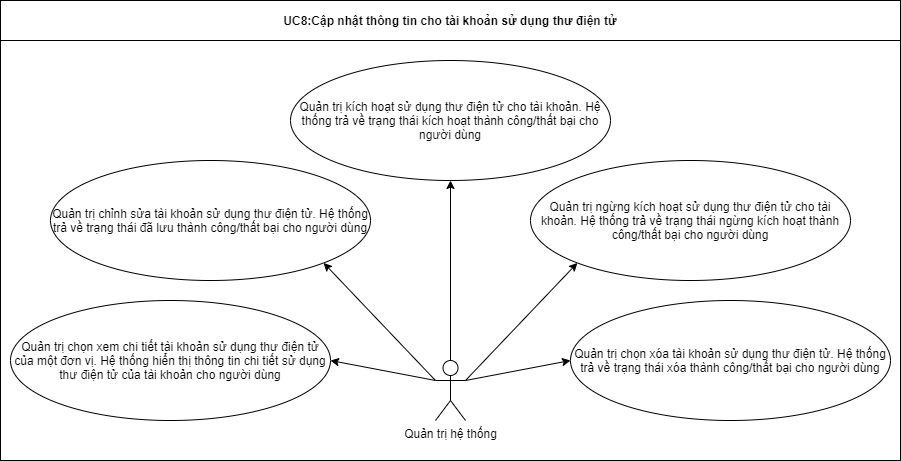 UC8:Cập nhật thông tin cho tài khoản sử dụng thư điện tử
Quản trị kích hoạt sử dụng thư điện tử cho tài khoản. Hệ
thống trả về trạng thái kích hoạt thành công/thất bại cho
người dùng
Quản trị chỉnh sửa tài khoản sử dụng thư điện tử. Hệ thống
trả về trạng thái đã lưu thành công/thất bại cho người dùng
Quản trị ngừng kích hoạt sử dụng thư điện tử cho tài
khoản. Hệ thống trả về trạng thái ngừng kích hoạt thành
công/thất bại cho người dùng
Quản trị chọn xem chi tiết tài khoản sử dụng thư điện tử
của một đơn vị. Hệ thống hiển thị thông tin chi tiết sử dụng
thư điện tử của tài khoản cho người dùng
Quản trị chọn xóa tài khoản sử dụng thư điện tử. Hệ thống
trả về trạng thái xóa thành công/thất bại cho người dùng
Quản trị hệ thống